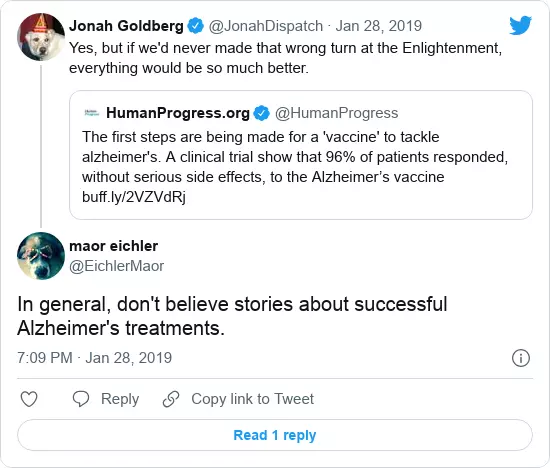 Jonah Goldberg @JonahDispatch · Jan 28, 2019
Yes, but if we'd never made that wrong turn at the Enlightenment,
everything would be so much better.
HumanProgress.org @HumanProgress
The first steps are being made for a 'vaccine' to tackle
alzheimer's. A clinical trial show that 96% of patients responded,
without serious side effects, to the Alzheimer’s vaccine
buff.ly/2VZVdRj
maor eichler
@EichlerMaor
In general, don't believe stories about successful
Alzheimer's treatments.
7:09 PM · Jan 28, 2019
Reply Copy link to Tweet
Read 1 reply